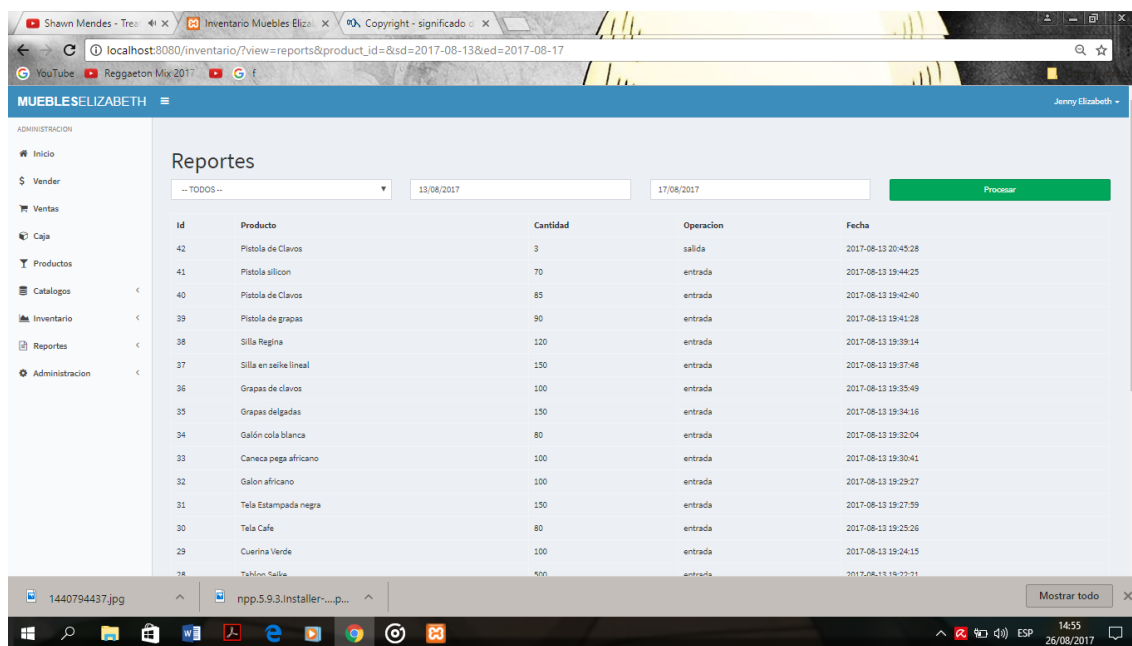 Shawn Mendes - Treat
Inventario Muebles Eliza
Copyright - significado d
localhost:8080/inventario/?view=reports&product_id=&sd=2017-08-13&ed=2017-08-17
YouTube Reggaeton Mix 2017 f
MUEBLESELIZABETH Jenny Elizabeth
ADMINISTRACION
Inicio
Vender
Ventas
Caja
Productos
Catalogos
Inventario
Reportes
Administracion
Reportes
-- TODOS -- 13/08/2017 17/08/2017 Procesar
Id Producto Cantidad Operacion Fecha
42 Pistola de Clavos 3 salida 2017-08-13 20:45:28
41 Pistola silicon 70 entrada 2017-08-13 19:44:25
40 Pistola de Clavos 85 entrada 2017-08-13 19:42:40
39 Pistola de grapas 90 entrada 2017-08-13 19:41:28
38 Silla Regina 120 entrada 2017-08-13 19:39:14
37 Silla en seike lineal 150 entrada 2017-08-13 19:37:48
36 Grapas de clavos 100 entrada 2017-08-13 19:35:49
35 Grapas delgadas 150 entrada 2017-08-13 19:34:16
34 Galón cola blanca 80 entrada 2017-08-13 19:32:04
33 Caneca pega africano 100 entrada 2017-08-13 19:30:41
32 Galon africano 100 entrada 2017-08-13 19:29:27
31 Tela Estampada negra 150 entrada 2017-08-13 19:27:59
30 Tela Cafe 80 entrada 2017-08-13 19:25:26
29 Cuerina Verde 100 entrada 2017-08-13 19:24:15
28 Tablon Seike 500 entrada 2017-08-13 19:22:21
1440794437.jpg
npp.5.9.3.Installer-....p...
Mostrar todo
ESP
14:55
26/08/2017